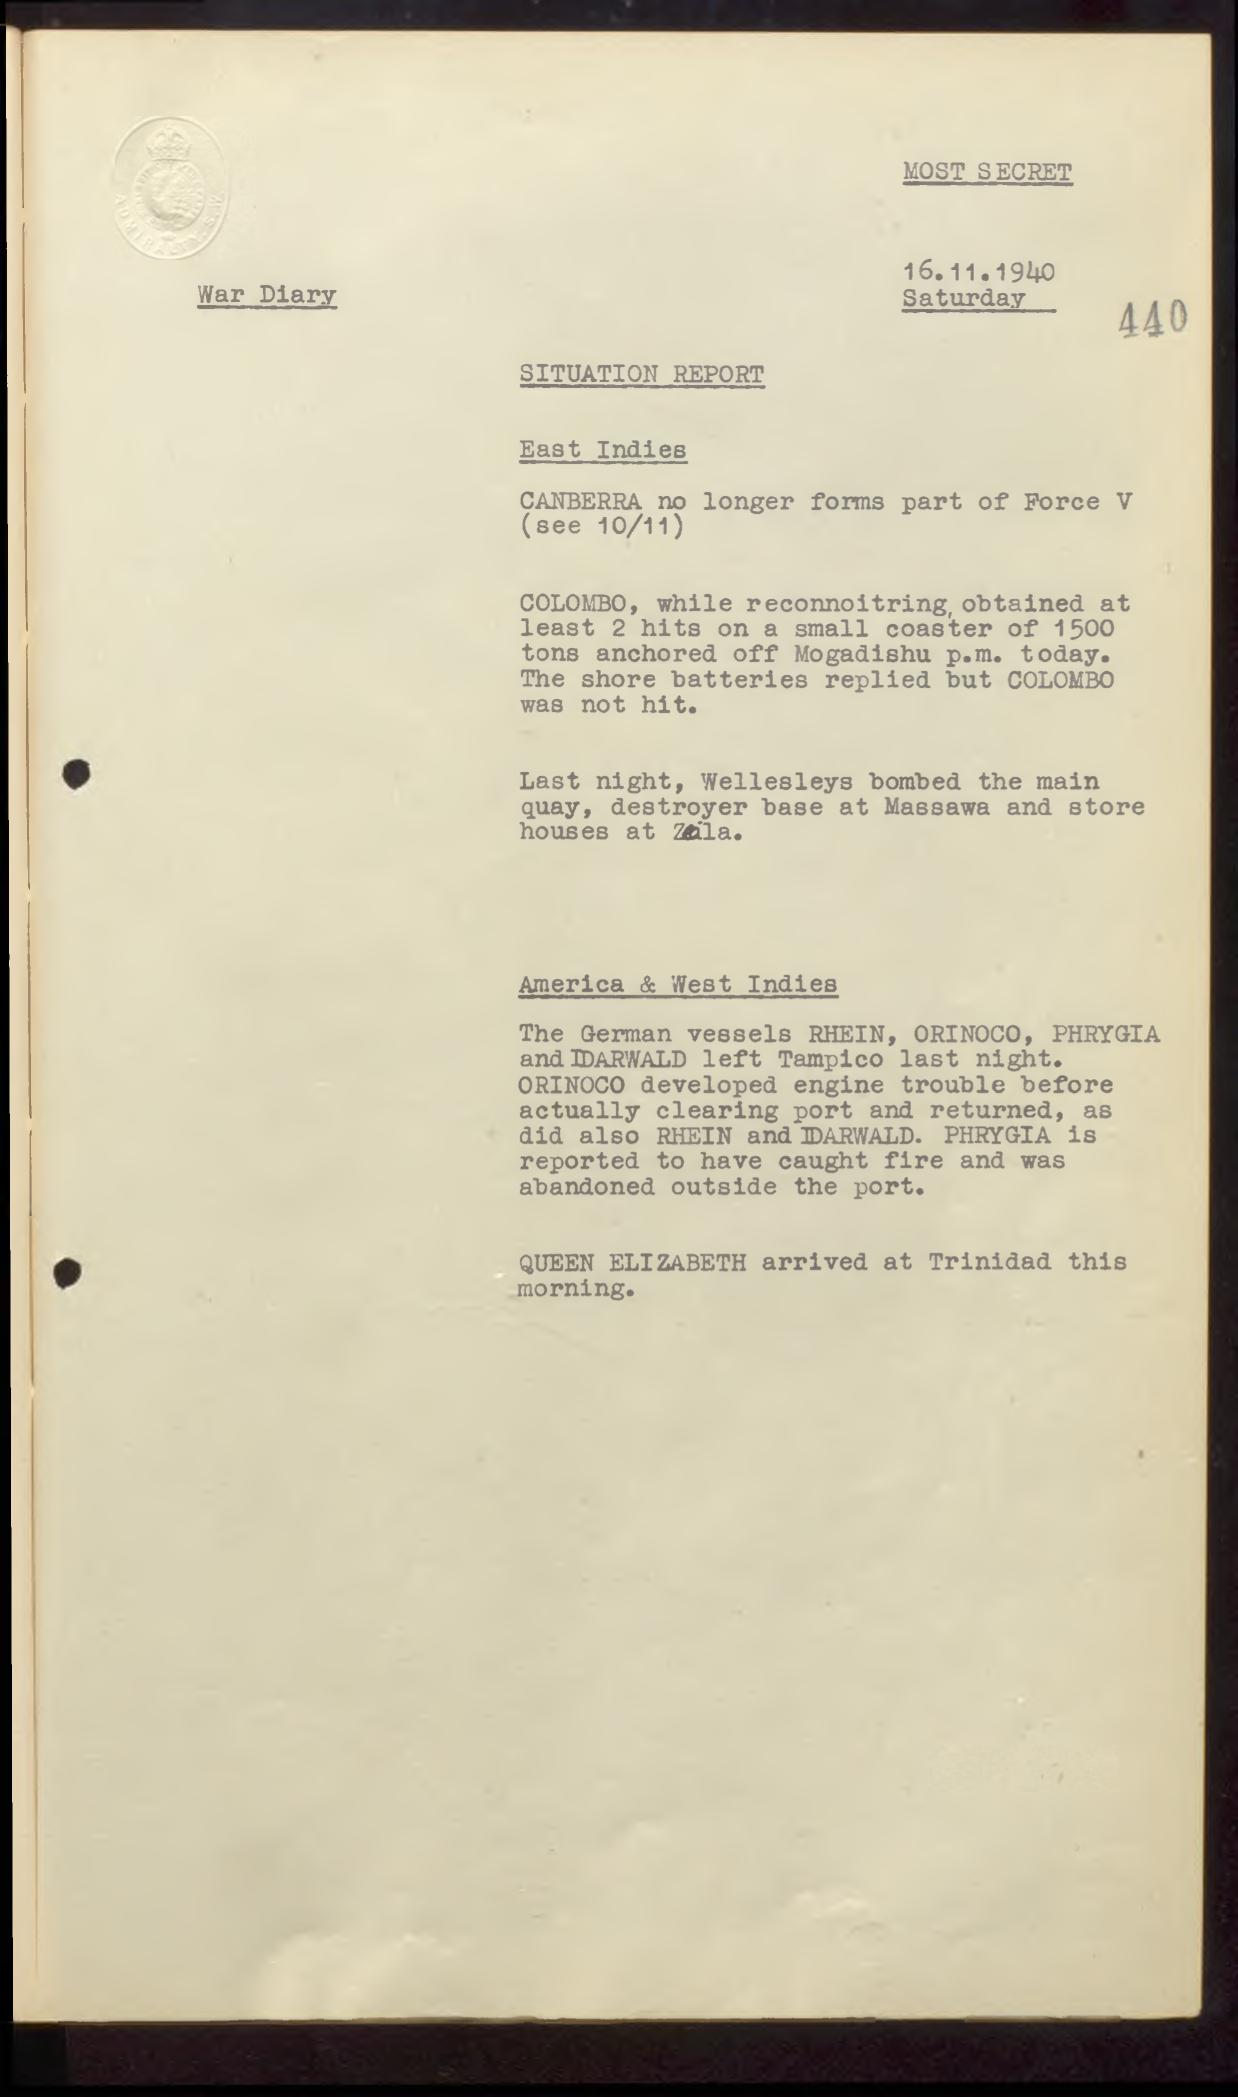 ADMIRALTY. S.W.
MOST SECRET
16.11.1940
War Diary
Saturday
440
SITUATION REPORT
East Indies
CANBERRA no longer forms part of Force V
(see 10/11)
COLOMBO, while reconnoitring, obtained at
least 2 hits on a small coaster of 1500
tons anchored off Mogadishu p.m. today.
The shore batteries replied but COLOMBO
was not hit.
Last night, Wellesleys bombed the main
quay, destroyer base at Massawa and store
houses at Zeila.
America & West Indies
The German vessels RHEIN, ORINOCO, PHRYGIA
and IDARWALD left Tampico last night.
ORINOCO developed engine trouble before
actually clearing port and returned, as
did also RHEIN and IDARWALD. PHRYGIA is
reported to have caught fire and was
abandoned outside the port.
QUEEN ELIZABETH arrived at Trinidad this
morning.